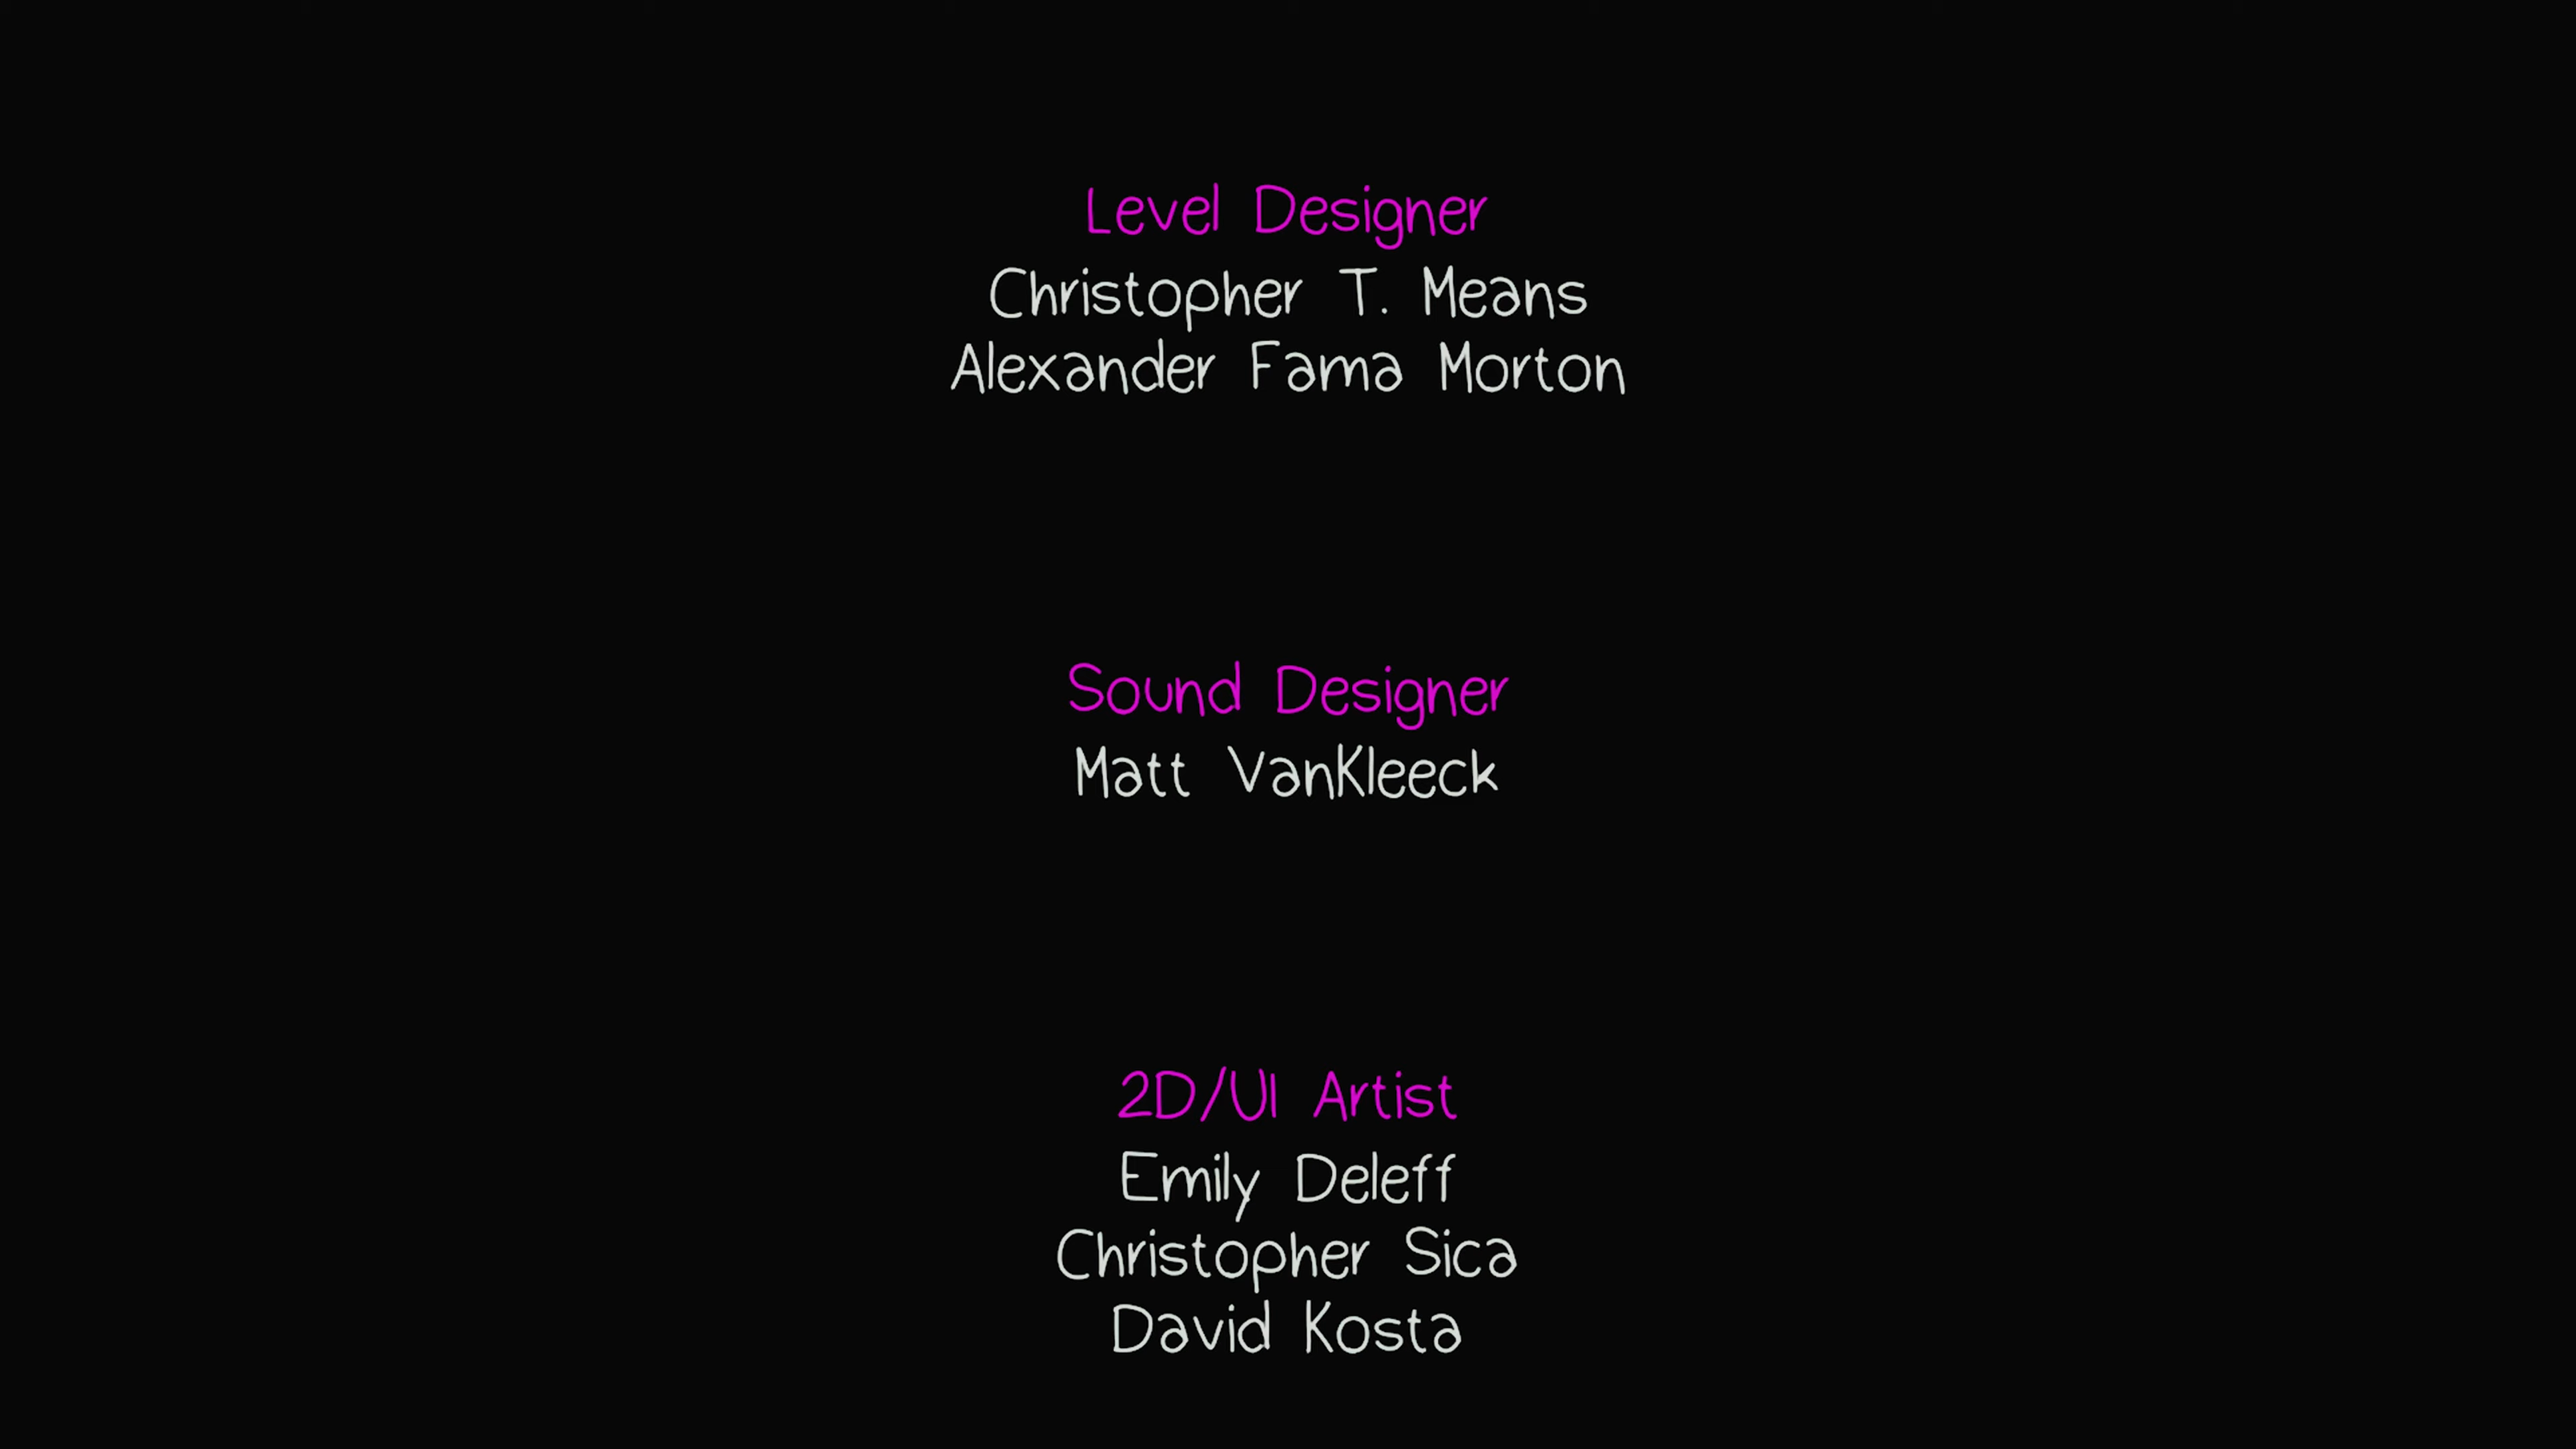 Level Designer
Christopher T. Means
Alexander Fama Morton
Sound Designer
Matt VanKleeck
2D/UI Artist
Emily Deleff
Christopher Sica
David Kosta